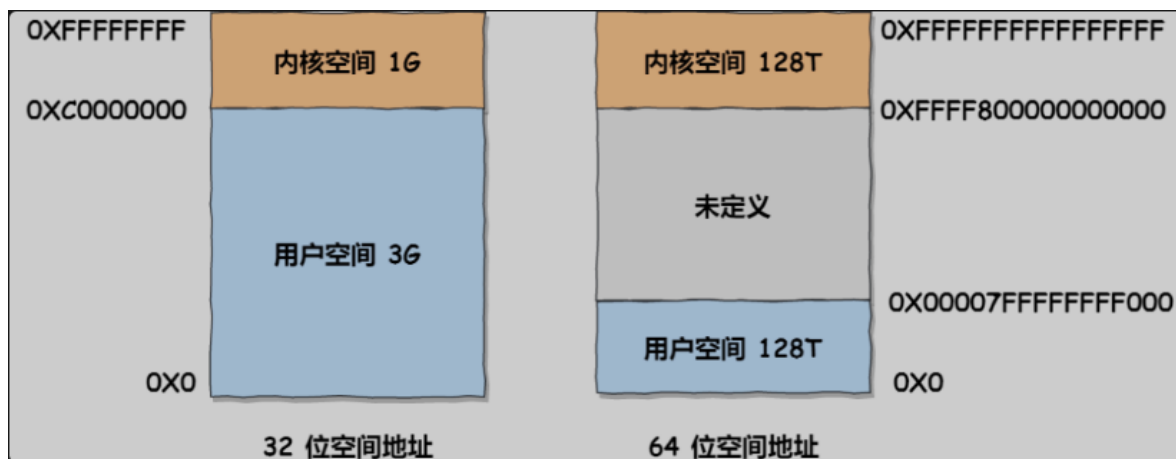 0XFFFFFFFF
内核空间 1G
0XC0000000
用户空间 3G
0X0
32 位空间地址
内核空间 128T
0XFFFFFFFFFFFFFFFF
0XFFFF800000000000
未定义
0X00007FFFFFFFF000
用户空间 128T
0X0
64 位空间地址